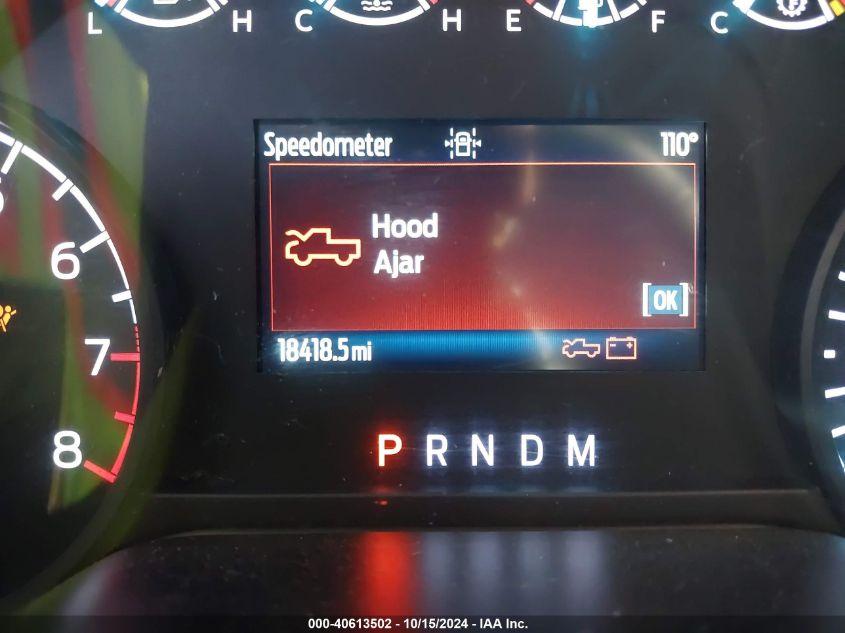 L H C H E F C
Speedometer 110°
Hood
Ajar
[OK]
18418.5mi
6
7
8
P R N D M
000-40613502 - 10/15/2024 - IAA Inc.